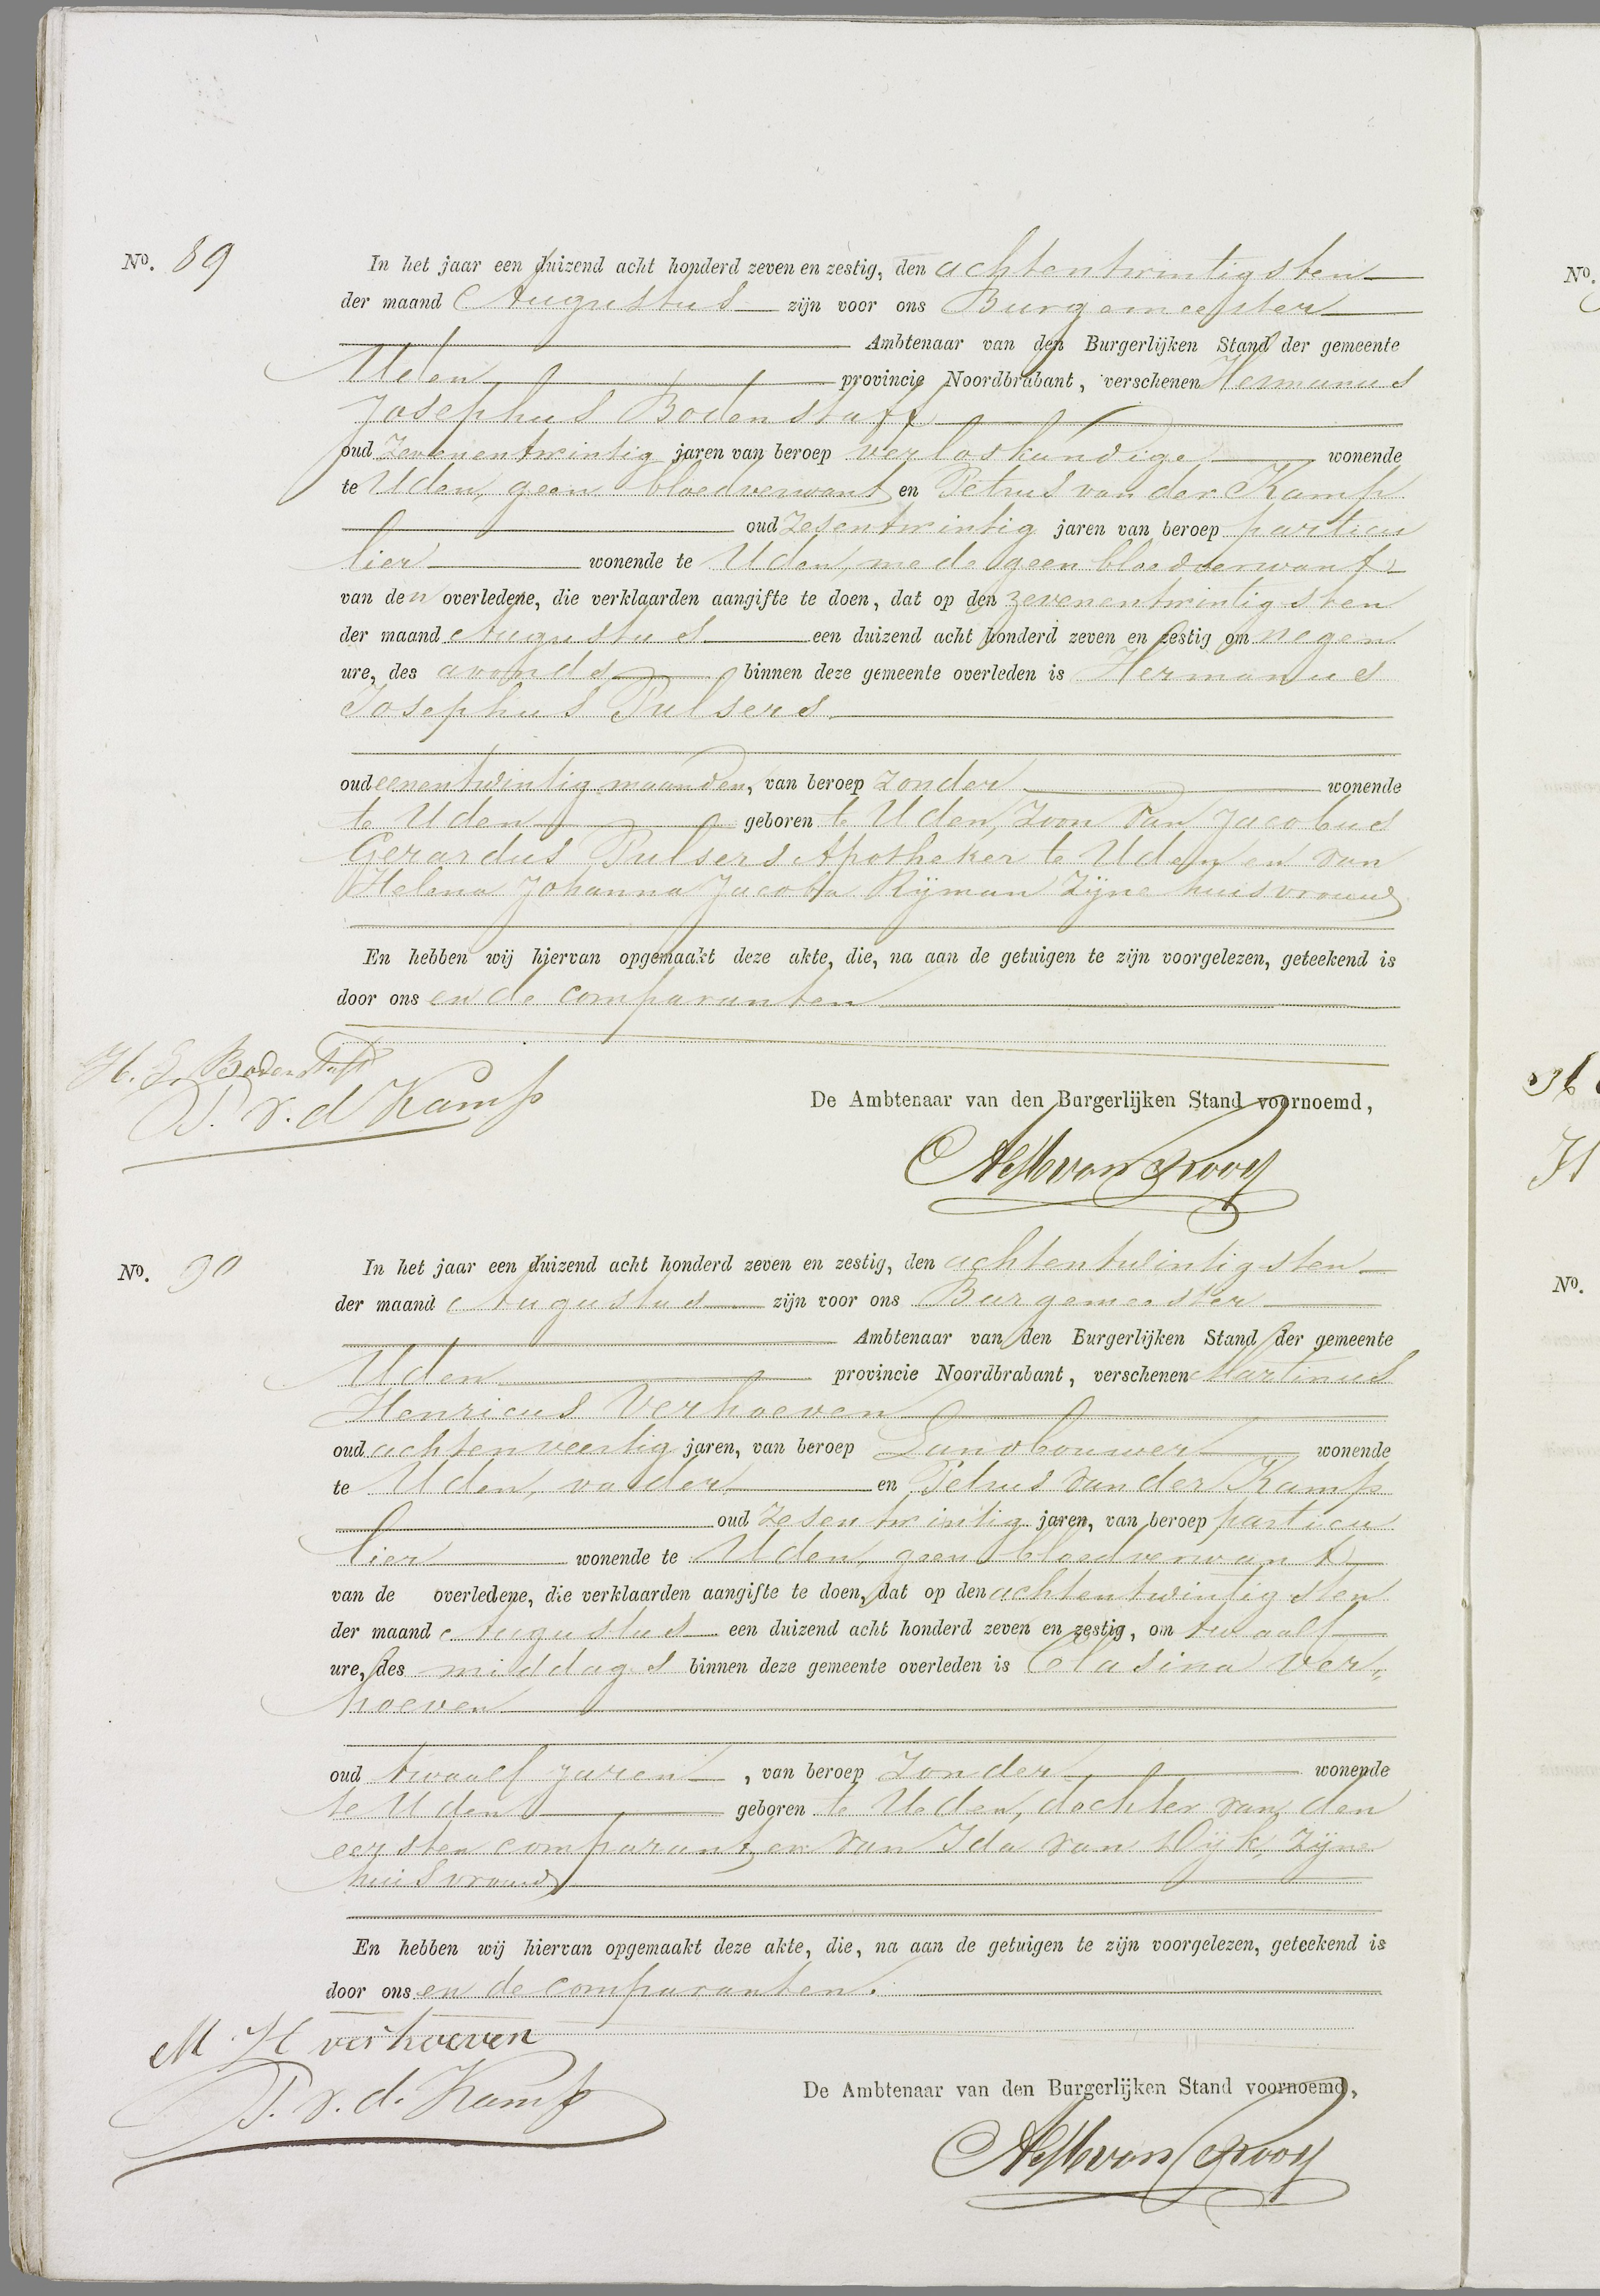 No. 89
In het jaar een duizend acht honderd zeven en zestig, den achtentwintigsten
der maand Augustus zijn voor ons Burgemeester
Ambtenaar van den Burgerlijken Stand der gemeente
Uden provincie Noordbrabant, verschenen Hermanus
Josephus Bodenstaff
oud zevenentwintig jaren van beroep verloskundige wonende
te Uden, geen bloedverwant en Petrus van der Kamp
oud zesentwintig jaren van beroep particu
lier wonende te Uden, mede geen bloedverwant
van den overledene, die verklaarden aangifte te doen, dat op den zevenentwintigsten
der maand Augustus een duizend acht honderd zeven en zestig om negen
ure, des avonds binnen deze gemeente overleden is Hermanus
Josephus Pulsers
oud eenentwintig maanden, van beroep zonder wonende
te Uden geboren te Uden, zoon van Jacobus
Gerardus Pulsers Apotheker te Uden en van
Helena Johanna Jacoba Rijman zijne huisvrouw
En hebben wij hiervan opgemaakt deze akte, die, na aan de getuigen te zijn voorgelezen, geteekend is
door ons en de comparanten
H. J. Bodenstaff
P. v. d Kamp
De Ambtenaar van den Burgerlijken Stand voornoemd,
No. 90
In het jaar een duizend acht honderd zeven en zestig, den achtentwintigsten
der maand Augustus zijn voor ons Burgemeester
Ambtenaar van den Burgerlijken Stand der gemeente
Uden provincie Noordbrabant, verschenen Martinus
Henricus Verhoeven
oud achtenveertig jaren, van beroep Landbouwer wonende
te Uden, vader en Petrus van der Kamp
oud zesentwintig jaren, van beroep particu
lier wonende te Uden, geen bloedverwant
van de overledene, die verklaarden aangifte te doen, dat op den achtentwintigsten
der maand Augustus een duizend acht honderd zeven en zestig, om twaalf
ure, des middags binnen deze gemeente overleden is Clasina Ver„
hoeven
oud twaalf jaren, van beroep zonder wonende
te Uden geboren te Uden, dochter van den
eersten comparant, en van Ida van Dijk, zijne
huisvrouw
En hebben wij hiervan opgemaakt deze akte, die, na aan de getuigen te zijn voorgelezen, geteekend is
door ons en de comparanten.
M H verhoeven
P. v. d. Kamp
De Ambtenaar van den Burgerlijken Stand voornoemd,
No.
No.